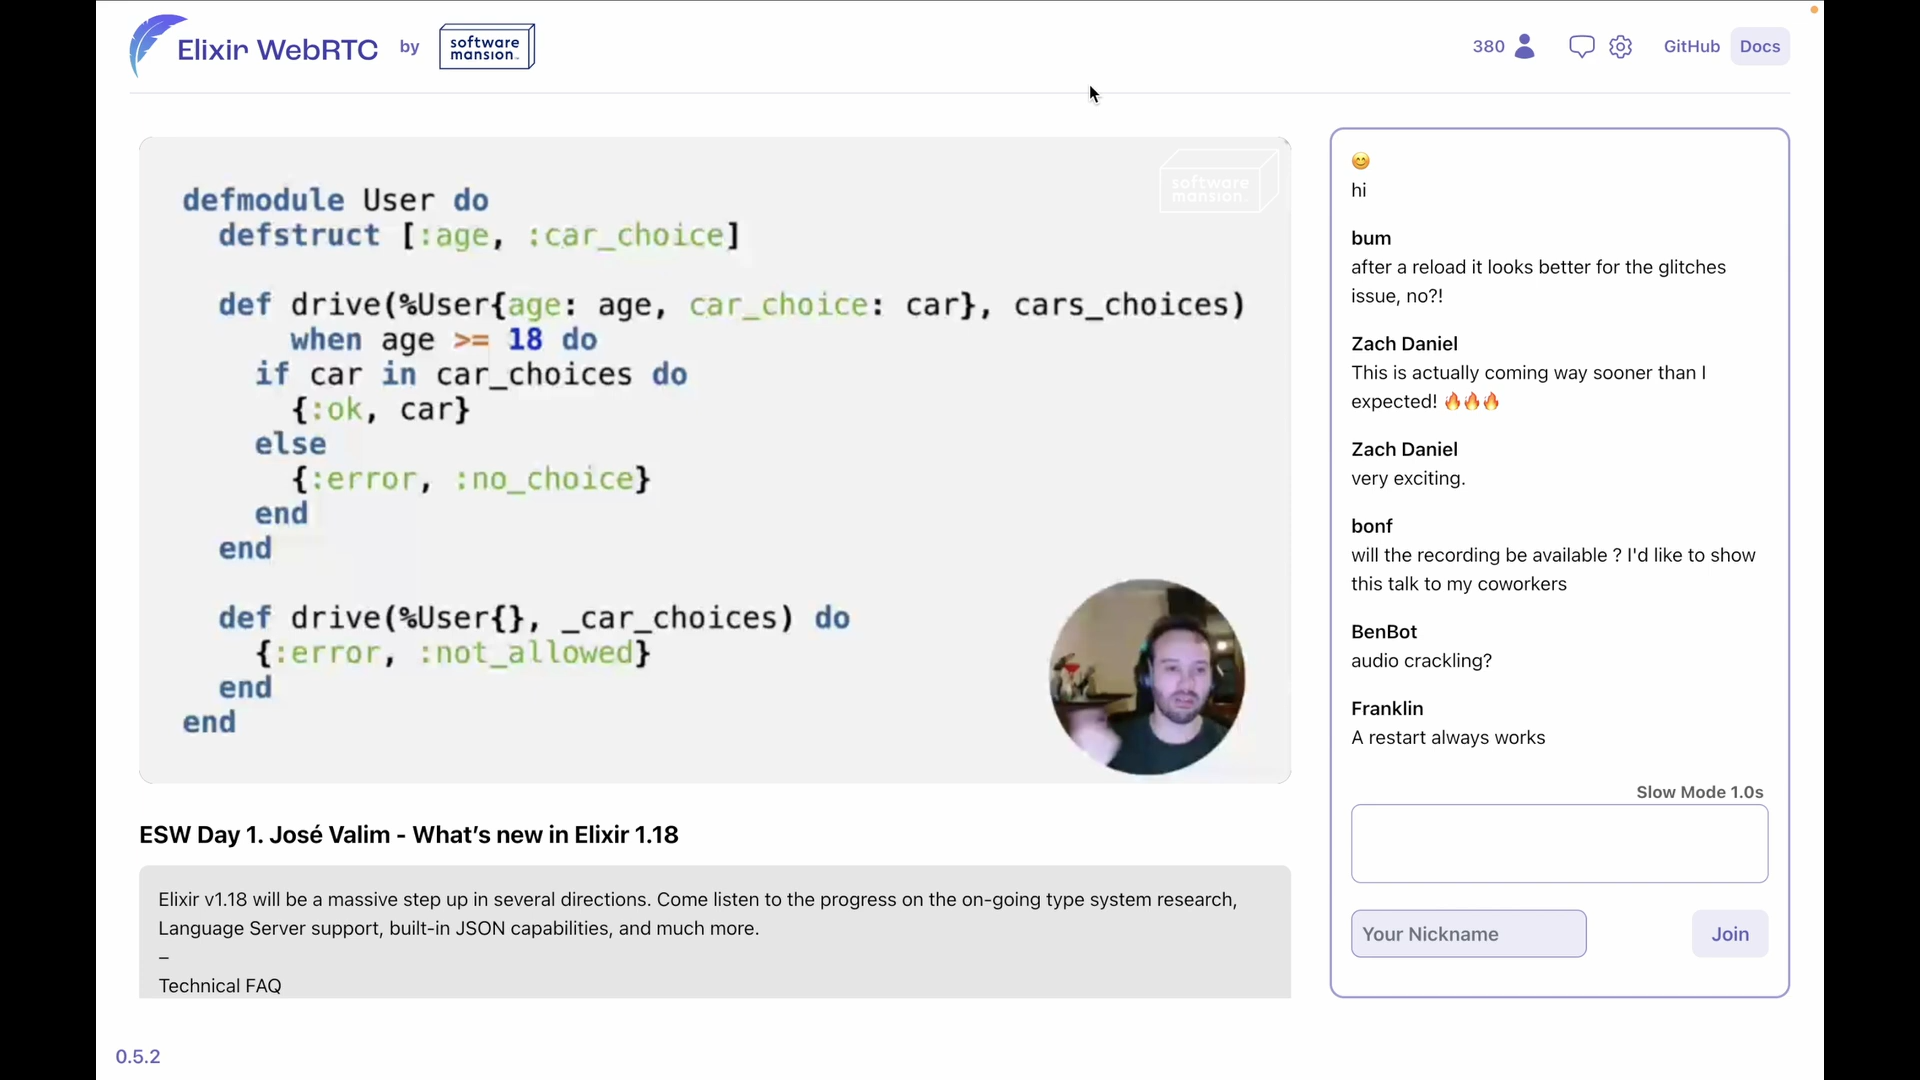 Elixir WebRTC by software mansion
380 GitHub Docs
software mansion
defmodule User do
defstruct [:age, :car_choice]
def drive(%User{age: age, car_choice: car}, cars_choices)
when age >= 18 do
if car in car_choices do
{:ok, car}
else
{:error, :no_choice}
end
end
def drive(%User{}, _car_choices) do
{:error, :not_allowed}
end
end
ESW Day 1. José Valim - What's new in Elixir 1.18
Elixir v1.18 will be a massive step up in several directions. Come listen to the progress on the on-going type system research,
Language Server support, built-in JSON capabilities, and much more.
–
Technical FAQ
😊
hi
bum
after a reload it looks better for the glitches
issue, no?!
Zach Daniel
This is actually coming way sooner than I
expected! 🔥🔥🔥
Zach Daniel
very exciting.
bonf
will the recording be available ? I'd like to show
this talk to my coworkers
BenBot
audio crackling?
Franklin
A restart always works
Slow Mode 1.0s
Your Nickname
Join
0.5.2